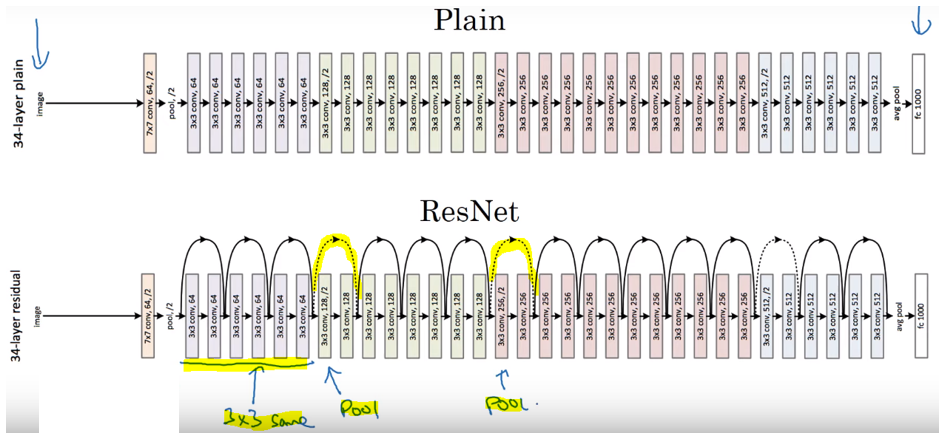 Plain
34-layer plain
image
7x7 conv, 64, /2
pool, /2
3x3 conv, 64
3x3 conv, 64
3x3 conv, 64
3x3 conv, 64
3x3 conv, 64
3x3 conv, 64
3x3 conv, 128, /2
3x3 conv, 128
3x3 conv, 128
3x3 conv, 128
3x3 conv, 128
3x3 conv, 128
3x3 conv, 128
3x3 conv, 128
3x3 conv, 256, /2
3x3 conv, 256
3x3 conv, 256
3x3 conv, 256
3x3 conv, 256
3x3 conv, 256
3x3 conv, 256
3x3 conv, 256
3x3 conv, 256
3x3 conv, 256
3x3 conv, 256
3x3 conv, 256
3x3 conv, 512, /2
3x3 conv, 512
3x3 conv, 512
3x3 conv, 512
3x3 conv, 512
3x3 conv, 512
avg pool
fc 1000
ResNet
34-layer residual
image
7x7 conv, 64, /2
pool, /2
3x3 conv, 64
3x3 conv, 64
3x3 conv, 64
3x3 conv, 64
3x3 conv, 64
3x3 conv, 64
3x3 conv, 128, /2
3x3 conv, 128
3x3 conv, 128
3x3 conv, 128
3x3 conv, 128
3x3 conv, 128
3x3 conv, 128
3x3 conv, 128
3x3 conv, 256, /2
3x3 conv, 256
3x3 conv, 256
3x3 conv, 256
3x3 conv, 256
3x3 conv, 256
3x3 conv, 256
3x3 conv, 256
3x3 conv, 256
3x3 conv, 256
3x3 conv, 256
3x3 conv, 256
3x3 conv, 512, /2
3x3 conv, 512
3x3 conv, 512
3x3 conv, 512
3x3 conv, 512
3x3 conv, 512
avg pool
fc 1000
3x3 same
Pool
Pool.